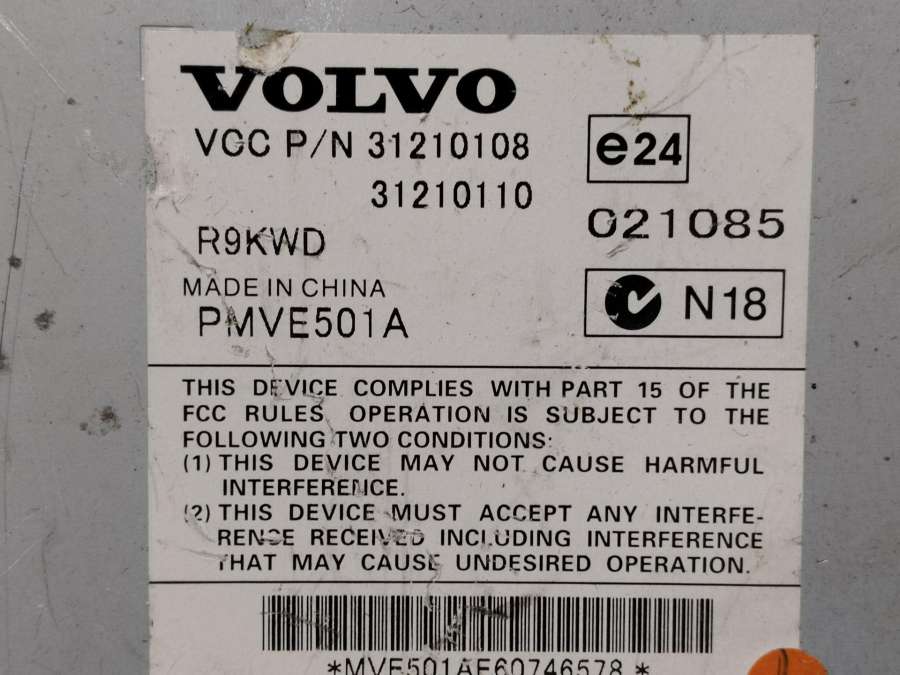 VOLVO
VCC P/N 31210108
31210110
e24
021085
R9KWD
MADE IN CHINA
PMVE501A
N18
THIS DEVICE COMPLIES WITH PART 15 OF THE
FCC RULES. OPERATION IS SUBJECT TO THE
FOLLOWING TWO CONDITIONS:
(1) THIS DEVICE MAY NOT CAUSE HARMFUL
INTERFERENCE.
(2) THIS DEVICE MUST ACCEPT ANY INTERFE-
RENCE RECEIVED INCLUDING INTERFERENCE
THAT MAY CAUSE UNDESIRED OPERATION.
*MVE501AE60746578*